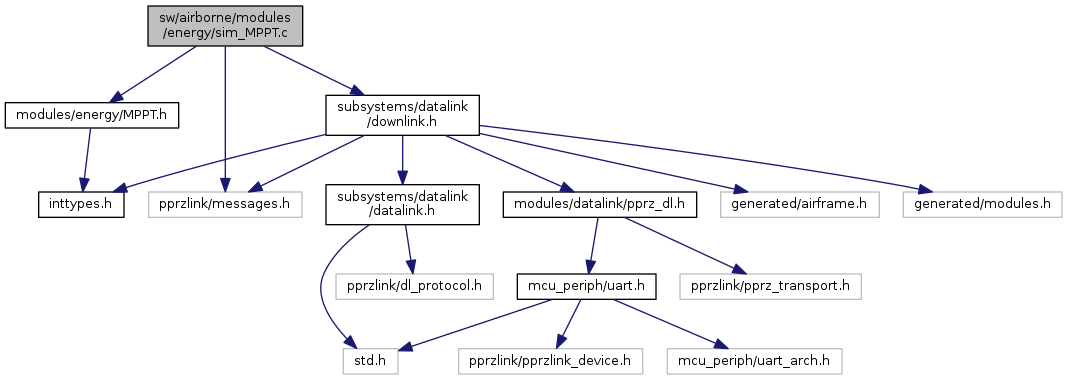 sw/airborne/modules
/energy/sim_MPPT.c
modules/energy/MPPT.h
subsystems/datalink
/downlink.h
inttypes.h
pprzlink/messages.h
subsystems/datalink
/datalink.h
modules/datalink/pprz_dl.h
generated/airframe.h
generated/modules.h
pprzlink/dl_protocol.h
mcu_periph/uart.h
pprzlink/pprz_transport.h
std.h
pprzlink/pprzlink_device.h
mcu_periph/uart_arch.h